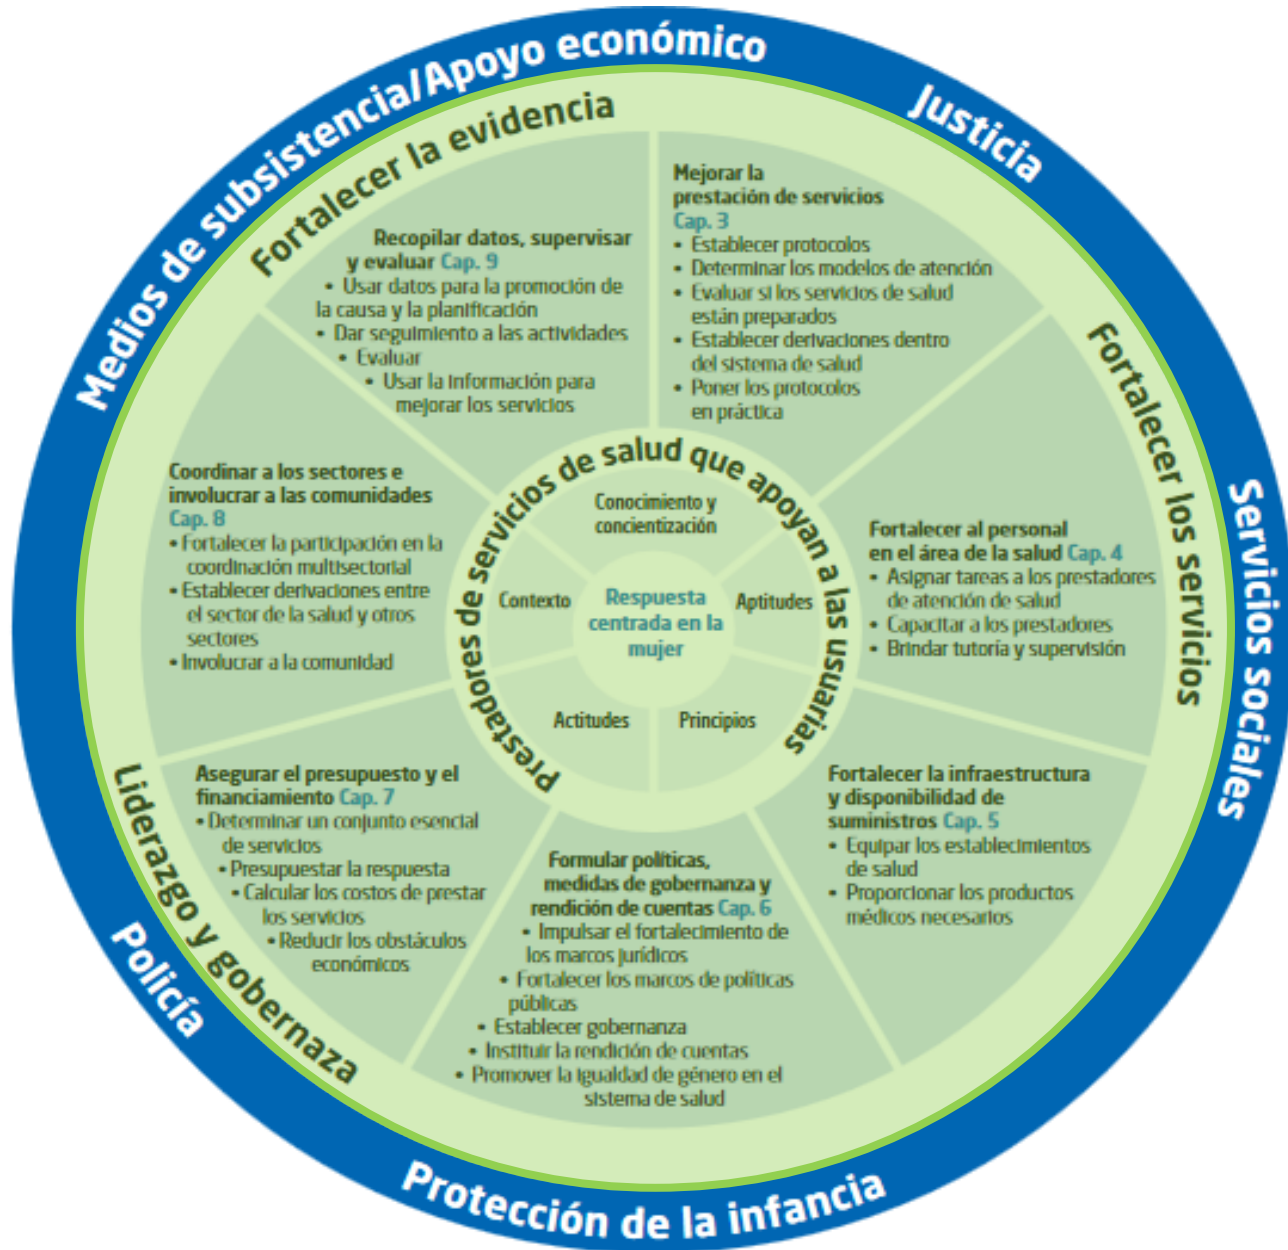 Medios de subsistencia/Apoyo económico
Justicia
Servicios sociales
Protección de la infancia
Policía
Fortalecer la evidencia
Fortalecer los servicios
Liderazgo y gobernaza
Mejorar la
prestación de servicios
Cap. 3
• Establecer protocolos
• Determinar los modelos de atención
• Evaluar si los servicios de salud
están preparados
• Establecer derivaciones dentro
del sistema de salud
• Poner los protocolos
en práctica
Fortalecer al personal
en el área de la salud Cap. 4
• Asignar tareas a los prestadores
de atención de salud
• Capacitar a los prestadores
• Brindar tutoría y supervisión
Fortalecer la infraestructura
y disponibilidad de
suministros Cap. 5
• Equipar los establecimientos
de salud
• Proporcionar los productos
médicos necesarios
Formular políticas,
medidas de gobernanza y
rendición de cuentas Cap. 6
• Impulsar el fortalecimiento de
los marcos jurídicos
• Fortalecer los marcos de políticas
públicas
• Establecer gobernanza
• Instituir la rendición de cuentas
• Promover la igualdad de género en el
sistema de salud
Asegurar el presupuesto y el
financiamiento Cap. 7
• Determinar un conjunto esencial
de servicios
• Presupuestar la respuesta
• Calcular los costos de prestar
los servicios
• Reducir los obstáculos
económicos
Coordinar a los sectores e
involucrar a las comunidades
Cap. 8
• Fortalecer la participación en la
coordinación multisectorial
• Establecer derivaciones entre
el sector de la salud y otros
sectores
• Involucrar a la comunidad
Recopilar datos, supervisar
y evaluar Cap. 9
• Usar datos para la promoción de
la causa y la planificación
• Dar seguimiento a las actividades
• Evaluar
• Usar la información para
mejorar los servicios
Prestadores de servicios de salud que apoyan a las usuarias
Conocimiento y
concientización
Aptitudes
Principios
Actitudes
Contexto
Respuesta
centrada en la
mujer